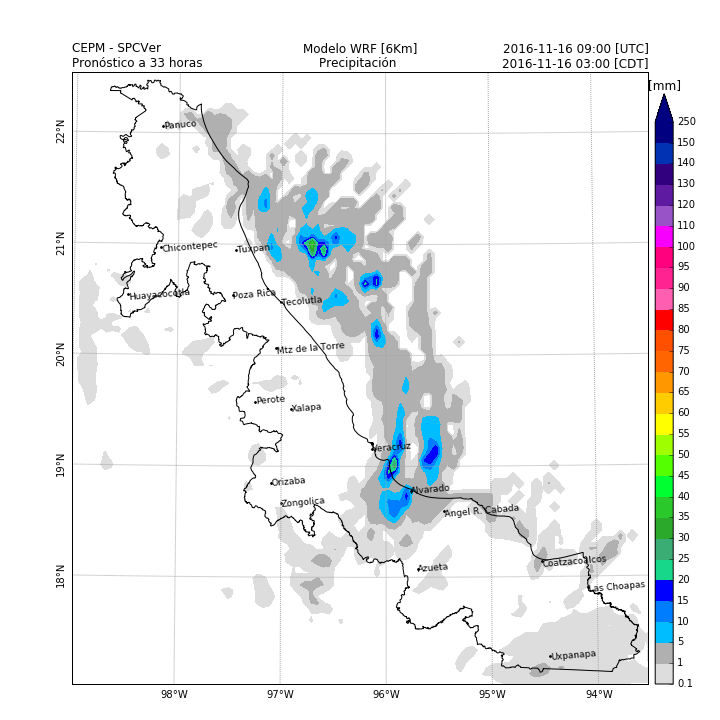 CEPM - SPCVer
Modelo WRF [6Km]
2016-11-16 09:00 [UTC]
Pronóstico a 33 horas
Precipitación
2016-11-16 03:00 [CDT]
[mm]
250
150
140
130
120
110
100
95
90
85
80
75
70
65
60
55
50
45
40
35
30
25
20
15
10
5
1
0.1
22°N
21°N
20°N
19°N
18°N
98°W
97°W
96°W
95°W
94°W
Panuco
Chicontepec
Tuxpan
Huayacocotla
Poza Rica
Tecolutla
Mtz de la Torre
Perote
Xalapa
Veracruz
Orizaba
Alvarado
Zongolica
Angel R. Cabada
Azueta
Coatzacoalcos
Las Choapas
Uxpanapa